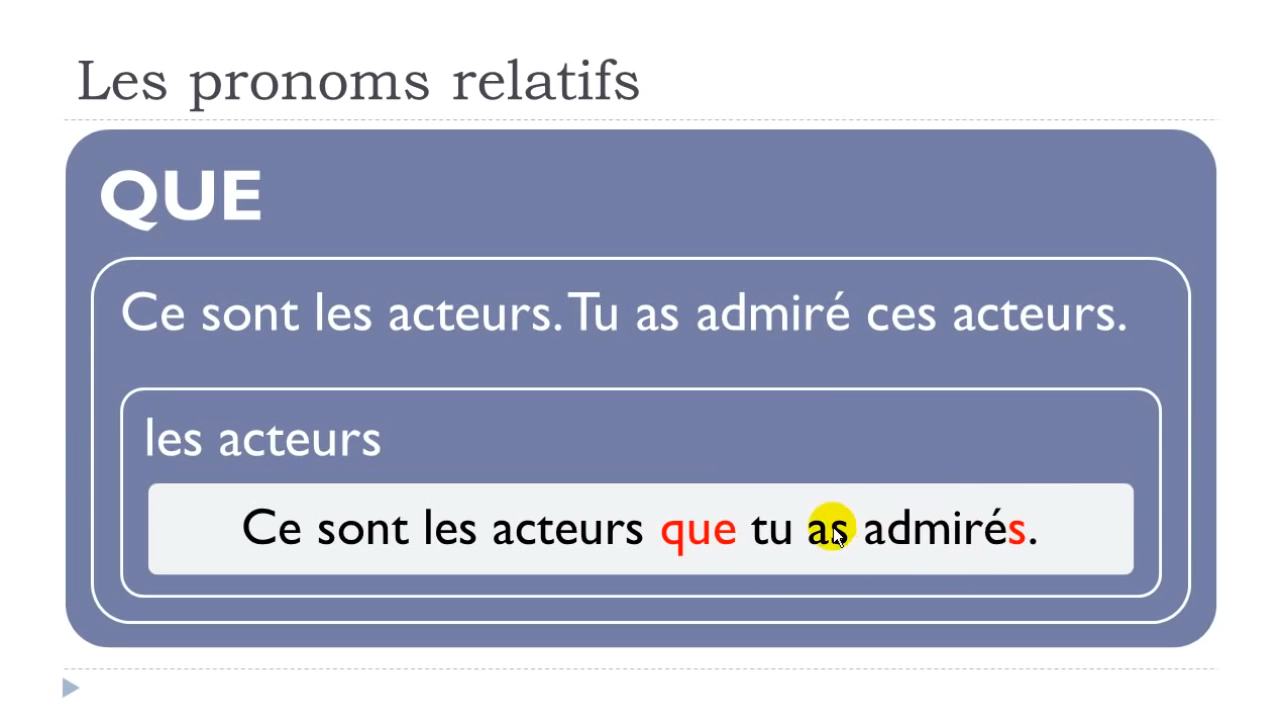 Les pronoms relatifs
QUE
Ce sont les acteurs. Tu as admiré ces acteurs.
les acteurs
Ce sont les acteurs que tu as admirés.